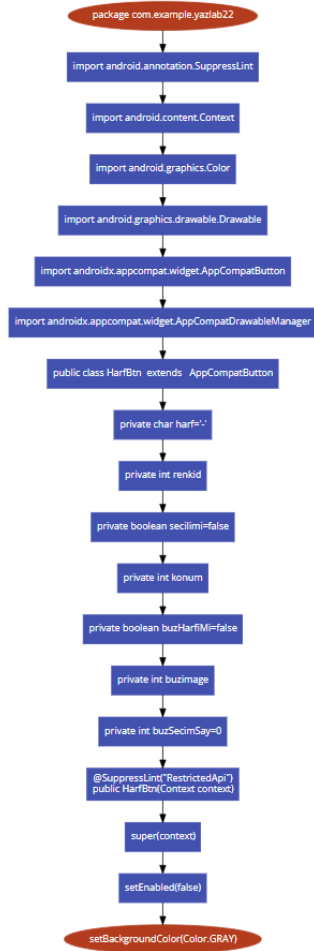 package com.example.yazlab22
import android.annotation.SuppressLint
import android.content.Context
import android.graphics.Color
import android.graphics.drawable.Drawable
import androidx.appcompat.widget.AppCompatButton
import androidx.appcompat.widget.AppCompatDrawableManager
public class HarfBtn  extends   AppCompatButton
private char harf='-'
private int renkid
private boolean secilimi=false
private int konum
private boolean buzHarfiMi=false
private int buzimage
private int buzSecimSay=0
@SuppressLint("RestrictedApi")
public HarfBtn(Context context)
super(context)
setEnabled(false)
setBackgroundColor(Color.GRAY)